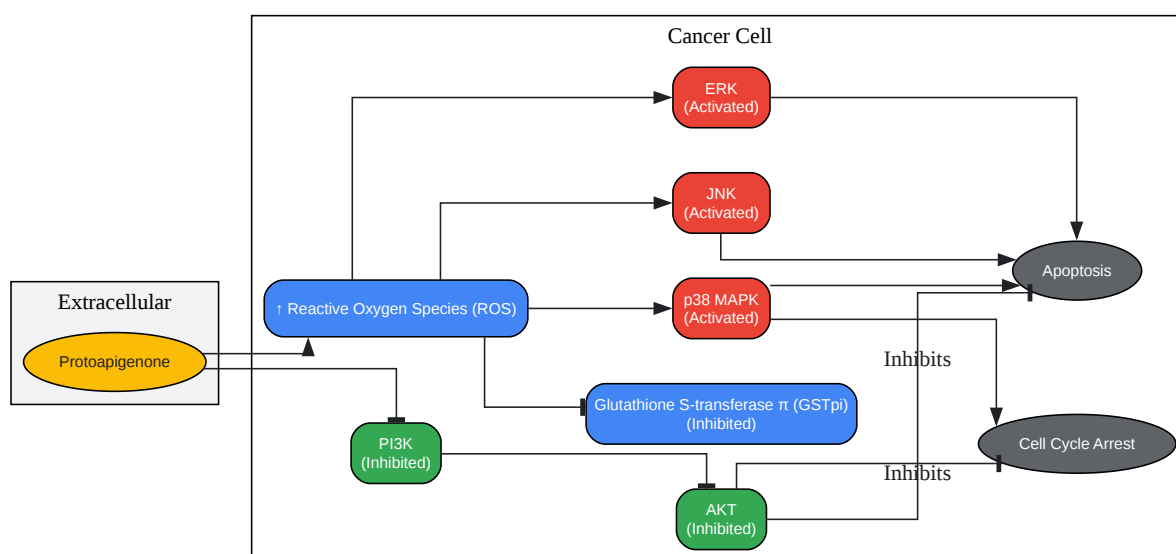 Cancer Cell
ERK
(Activated)
JNK
(Activated)
Extracellular
Protoapigenone
↑ Reactive Oxygen Species (ROS)
p38 MAPK
(Activated)
Apoptosis
Inhibits
Glutathione S-transferase π (GSTpi)
(Inhibited)
PI3K
(Inhibited)
Cell Cycle Arrest
Inhibits
AKT
(Inhibited)